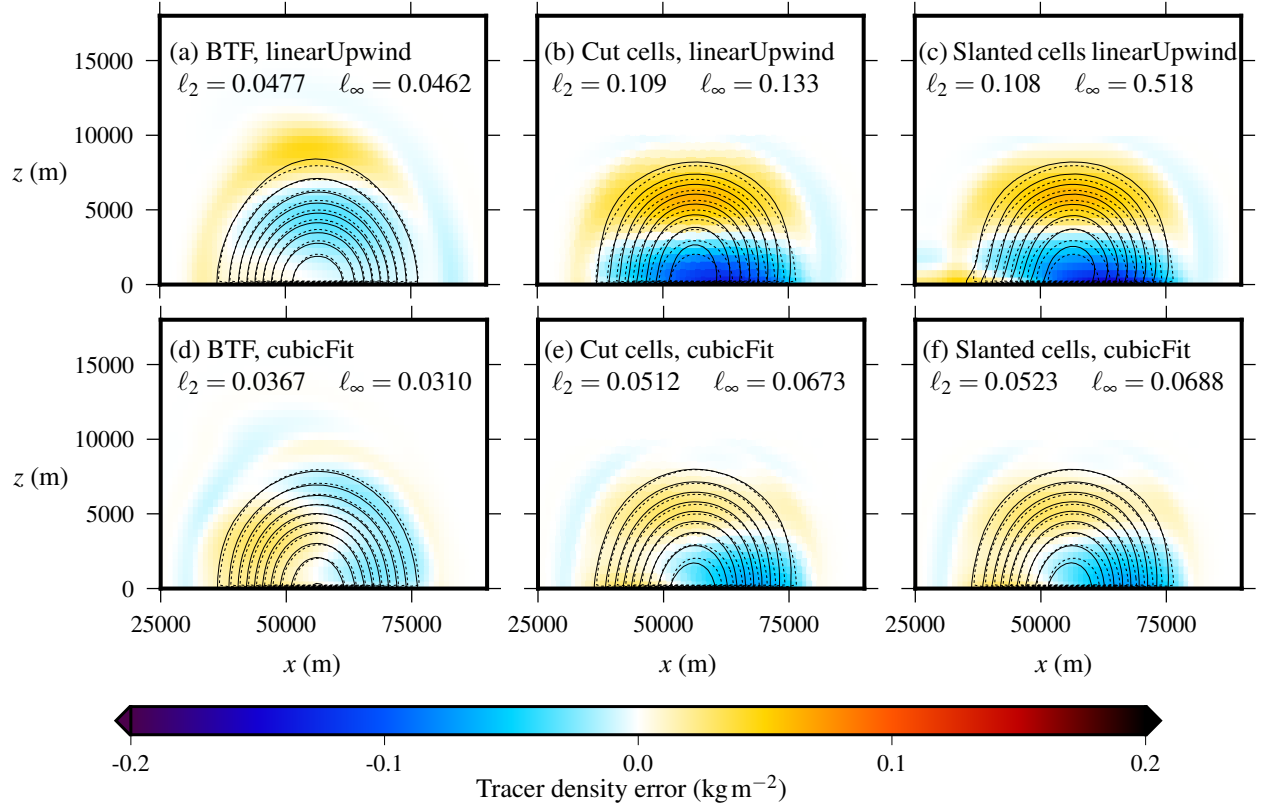 (a) BTF, linearUpwind
ℓ₂ = 0.0477 ℓ∞ = 0.0462
(b) Cut cells, linearUpwind
ℓ₂ = 0.109 ℓ∞ = 0.133
(c) Slanted cells linearUpwind
ℓ₂ = 0.108 ℓ∞ = 0.518
15000
10000
z (m)
5000
0
(d) BTF, cubicFit
ℓ₂ = 0.0367 ℓ∞ = 0.0310
(e) Cut cells, cubicFit
ℓ₂ = 0.0512 ℓ∞ = 0.0673
(f) Slanted cells, cubicFit
ℓ₂ = 0.0523 ℓ∞ = 0.0688
15000
10000
z (m)
5000
0
25000 50000 75000 25000 50000 75000 25000 50000 75000
x (m) x (m) x (m)
-0.2 -0.1 0.0 0.1 0.2
Tracer density error (kg m⁻²)